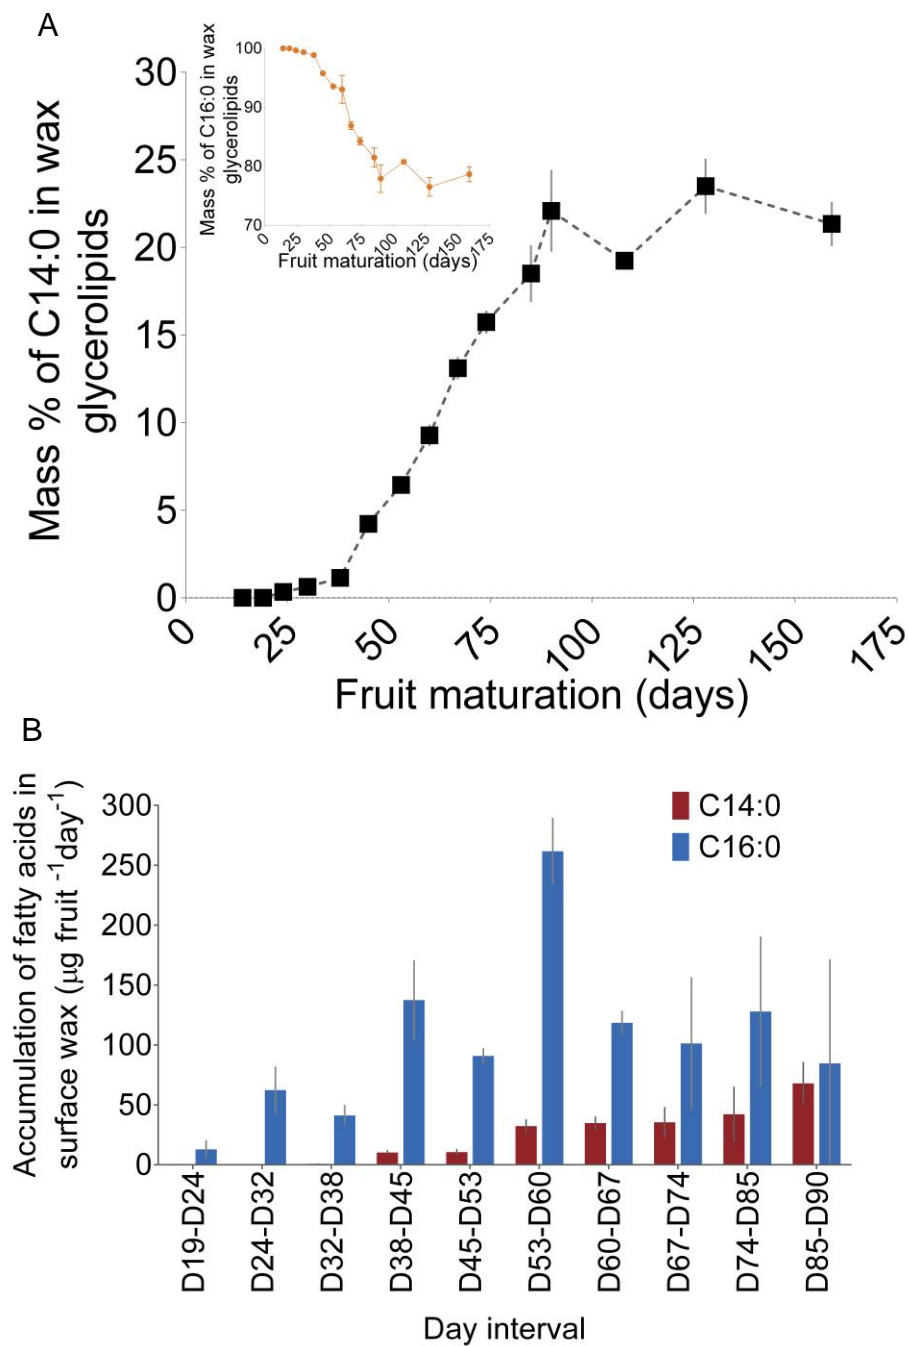 A
Mass % of C14:0 in wax
glycerolipids
30
25
20
15
10
5
0
0
25
50
75
100
125
150
175
Fruit maturation (days)
Mass % of C16:0 in wax
glycerolipids
100
90
80
70
0
25
50
75
100
125
150
175
Fruit maturation (days)
B
Accumulation of fatty acids in
surface wax (μg fruit ⁻¹day⁻¹)
300
250
200
150
100
50
0
C14:0
C16:0
D19-D24
D24-D32
D32-D38
D38-D45
D45-D53
D53-D60
D60-D67
D67-D74
D74-D85
D85-D90
Day interval